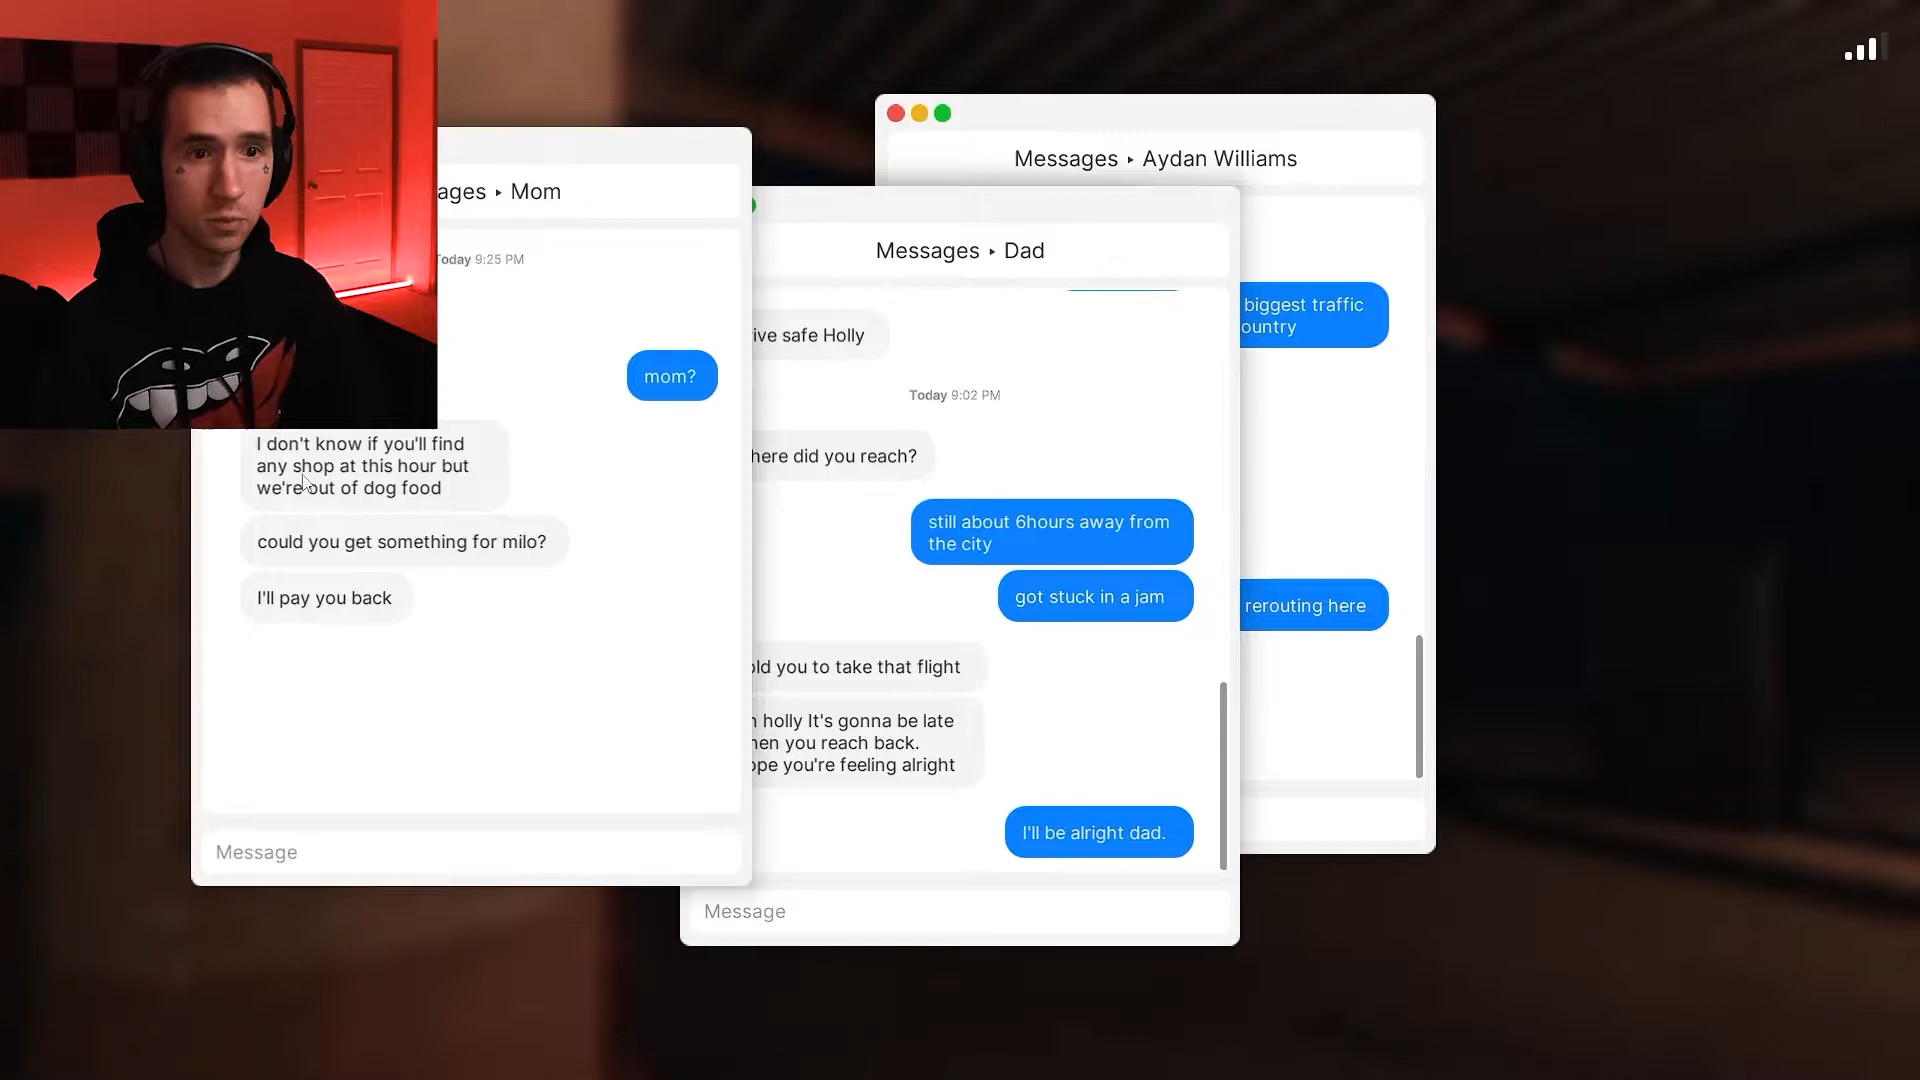 ages ▸ Mom
Today 9:25 PM
mom?
I don't know if you'll find
any shop at this hour but
we're out of dog food
could you get something for milo?
I'll pay you back
Message
Messages ▸ Dad
ive safe Holly
Today 9:02 PM
here did you reach?
still about 6hours away from
the city
got stuck in a jam
old you to take that flight
holly It's gonna be late
hen you reach back.
ope you're feeling alright
I'll be alright dad.
Message
Messages ▸ Aydan Williams
biggest traffic
ountry
rerouting here